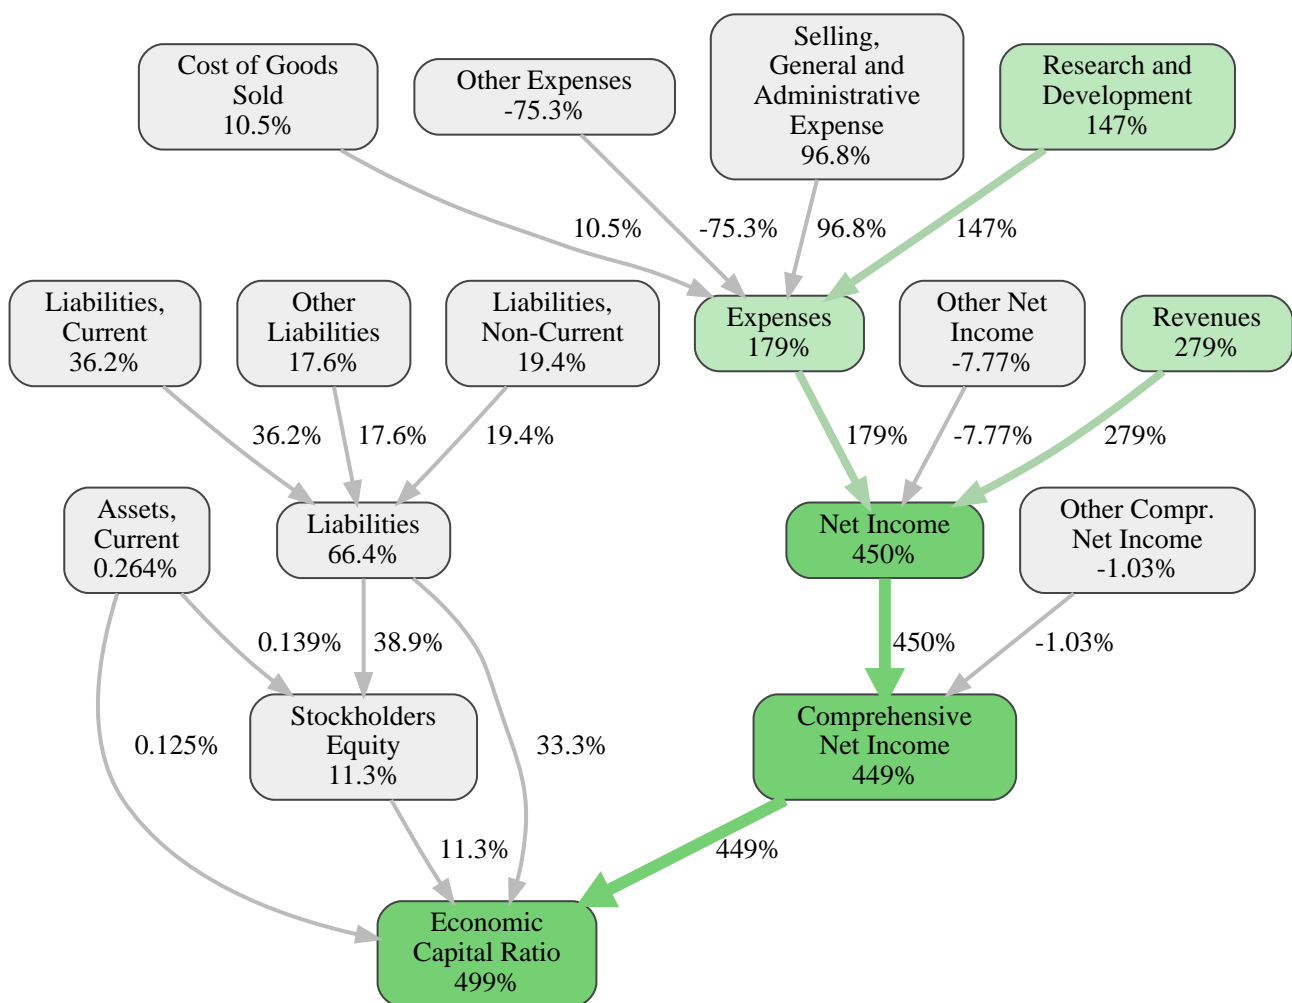 Cost of Goods
Sold
10.5%
Other Expenses
-75.3%
Selling,
General and
Administrative
Expense
96.8%
Research and
Development
147%
10.5%
-75.3%
96.8%
147%
Liabilities,
Current
36.2%
Other
Liabilities
17.6%
Liabilities,
Non-Current
19.4%
Expenses
179%
Other Net
Income
-7.77%
Revenues
279%
36.2%
17.6%
19.4%
179%
-7.77%
279%
Assets,
Current
0.264%
Liabilities
66.4%
Net Income
450%
Other Compr.
Net Income
-1.03%
0.139%
38.9%
450%
-1.03%
0.125%
Stockholders
Equity
11.3%
33.3%
Comprehensive
Net Income
449%
11.3%
449%
Economic
Capital Ratio
499%